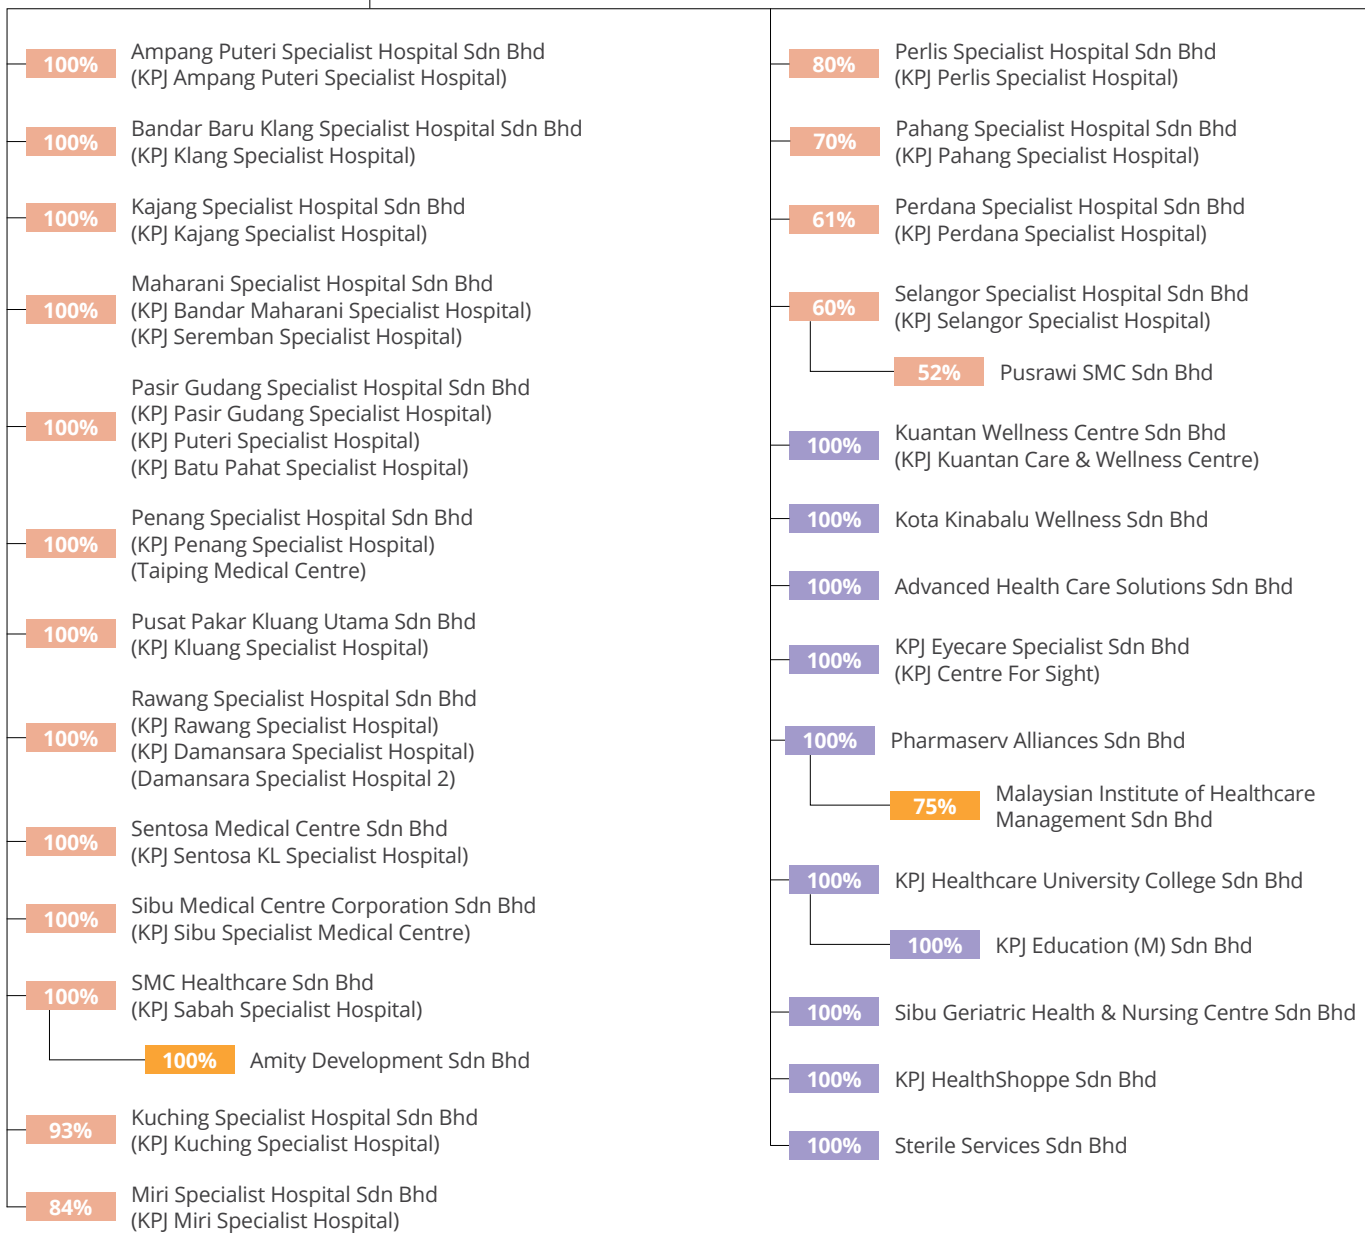 100%
Ampang Puteri Specialist Hospital Sdn Bhd
(KPJ Ampang Puteri Specialist Hospital)
100%
Bandar Baru Klang Specialist Hospital Sdn Bhd
(KPJ Klang Specialist Hospital)
100%
Kajang Specialist Hospital Sdn Bhd
(KPJ Kajang Specialist Hospital)
100%
Maharani Specialist Hospital Sdn Bhd
(KPJ Bandar Maharani Specialist Hospital)
(KPJ Seremban Specialist Hospital)
100%
Pasir Gudang Specialist Hospital Sdn Bhd
(KPJ Pasir Gudang Specialist Hospital)
(KPJ Puteri Specialist Hospital)
(KPJ Batu Pahat Specialist Hospital)
100%
Penang Specialist Hospital Sdn Bhd
(KPJ Penang Specialist Hospital)
(Taiping Medical Centre)
100%
Pusat Pakar Kluang Utama Sdn Bhd
(KPJ Kluang Specialist Hospital)
100%
Rawang Specialist Hospital Sdn Bhd
(KPJ Rawang Specialist Hospital)
(KPJ Damansara Specialist Hospital)
(Damansara Specialist Hospital 2)
100%
Sentosa Medical Centre Sdn Bhd
(KPJ Sentosa KL Specialist Hospital)
100%
Sibu Medical Centre Corporation Sdn Bhd
(KPJ Sibu Specialist Medical Centre)
100%
SMC Healthcare Sdn Bhd
(KPJ Sabah Specialist Hospital)
100%
Amity Development Sdn Bhd
93%
Kuching Specialist Hospital Sdn Bhd
(KPJ Kuching Specialist Hospital)
84%
Miri Specialist Hospital Sdn Bhd
(KPJ Miri Specialist Hospital)
80%
Perlis Specialist Hospital Sdn Bhd
(KPJ Perlis Specialist Hospital)
70%
Pahang Specialist Hospital Sdn Bhd
(KPJ Pahang Specialist Hospital)
61%
Perdana Specialist Hospital Sdn Bhd
(KPJ Perdana Specialist Hospital)
60%
Selangor Specialist Hospital Sdn Bhd
(KPJ Selangor Specialist Hospital)
52%
Pusrawi SMC Sdn Bhd
100%
Kuantan Wellness Centre Sdn Bhd
(KPJ Kuantan Care & Wellness Centre)
100%
Kota Kinabalu Wellness Sdn Bhd
100%
Advanced Health Care Solutions Sdn Bhd
100%
KPJ Eyecare Specialist Sdn Bhd
(KPJ Centre For Sight)
100%
Pharmaserv Alliances Sdn Bhd
75%
Malaysian Institute of Healthcare
Management Sdn Bhd
100%
KPJ Healthcare University College Sdn Bhd
100%
KPJ Education (M) Sdn Bhd
100%
Sibu Geriatric Health & Nursing Centre Sdn Bhd
100%
KPJ HealthShoppe Sdn Bhd
100%
Sterile Services Sdn Bhd